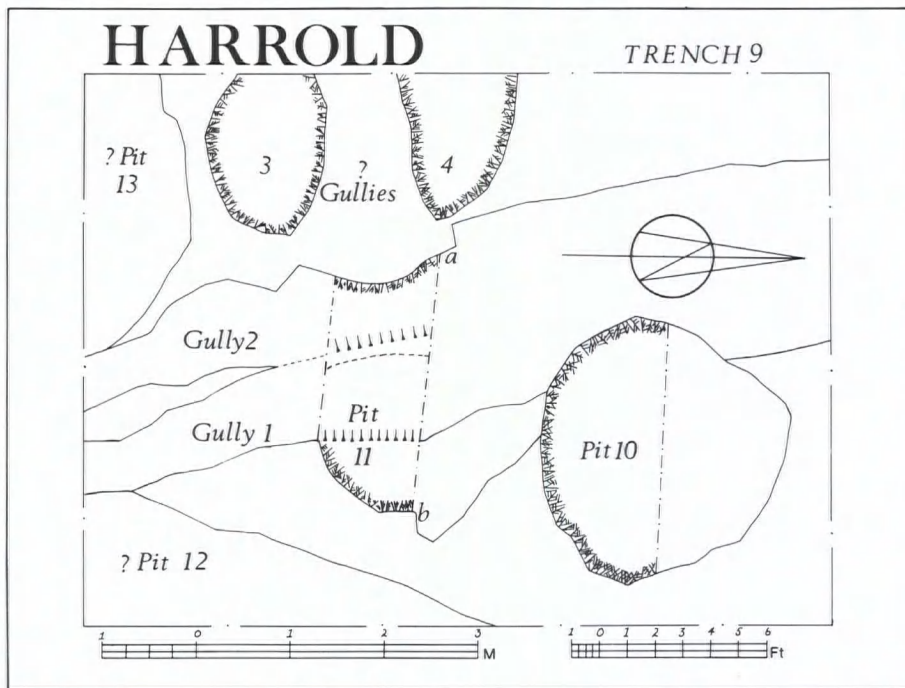 HARROLD
TRENCH 9
? Pit
13
3
?
Gullies
4
a
Gully 2
Pit
11
Gully 1
b
Pit 10
? Pit 12
1 0 1 2 3 M
1 0 1 2 3 4 5 6 Ft